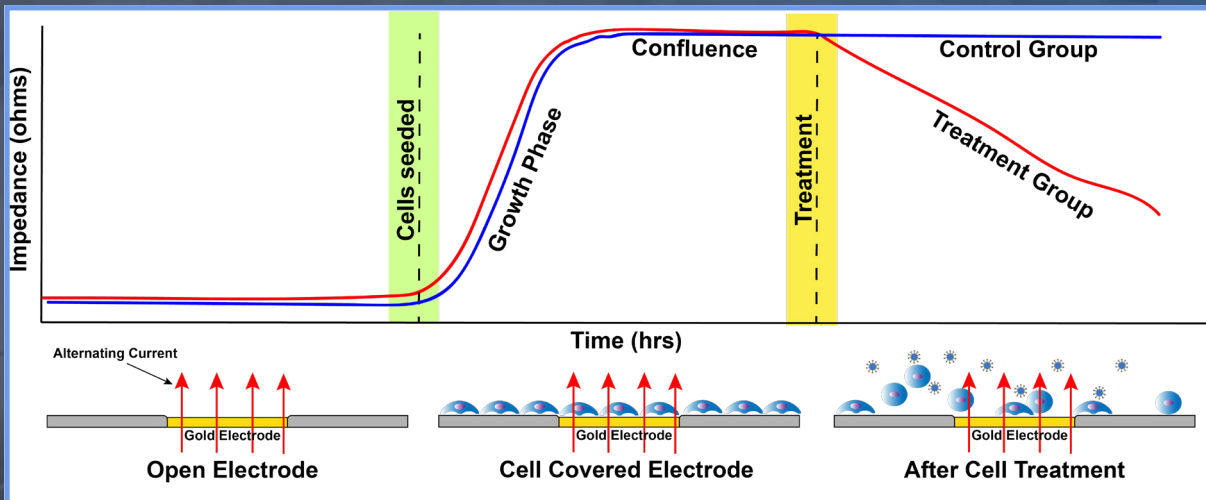 Impedance (ohms)
Cells seeded
Growth Phase
Confluence
Treatment
Control Group
Treatment Group
Time (hrs)
Alternating Current
Gold Electrode
Open Electrode
Gold Electrode
Cell Covered Electrode
Gold Electrode
After Cell Treatment